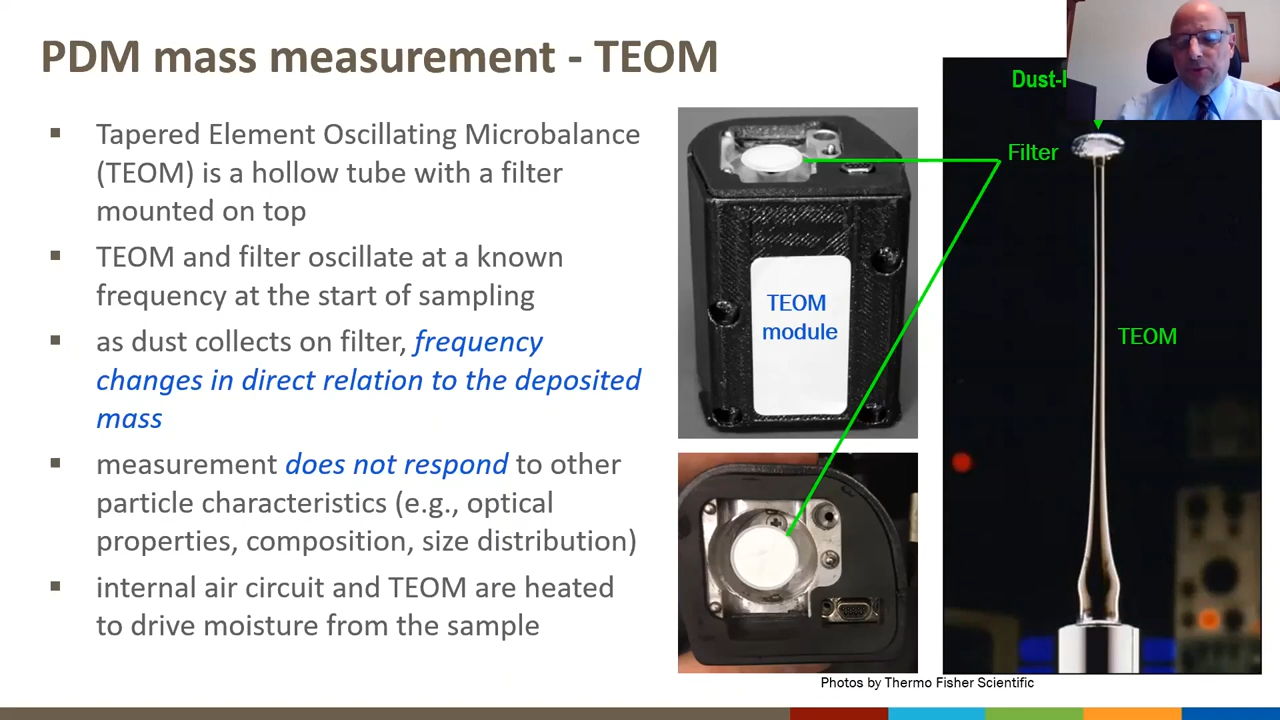 PDM mass measurement - TEOM
▪ Tapered Element Oscillating Microbalance
(TEOM) is a hollow tube with a filter
mounted on top
▪ TEOM and filter oscillate at a known
frequency at the start of sampling
▪ as dust collects on filter, frequency
changes in direct relation to the deposited
mass
▪ measurement does not respond to other
particle characteristics (e.g., optical
properties, composition, size distribution)
▪ internal air circuit and TEOM are heated
to drive moisture from the sample
TEOM
module
Filter
TEOM
Photos by Thermo Fisher Scientific